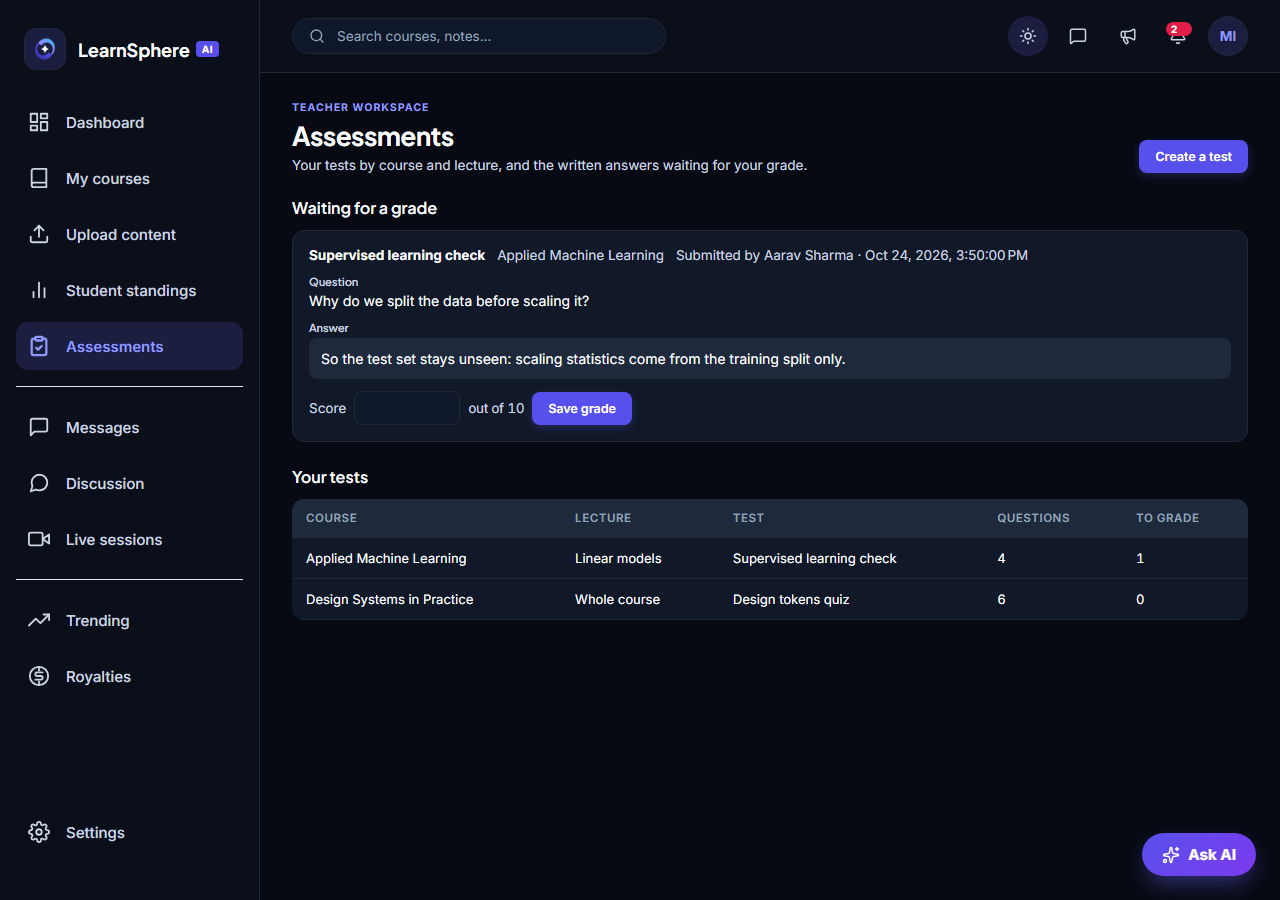 LearnSphere AI
Search courses, notes...
2
MI
Dashboard
My courses
Upload content
Student standings
Assessments
Messages
Discussion
Live sessions
Trending
Royalties
Settings
TEACHER WORKSPACE
Assessments
Your tests by course and lecture, and the written answers waiting for your grade.
Create a test
Waiting for a grade
Supervised learning check Applied Machine Learning Submitted by Aarav Sharma · Oct 24, 2026, 3:50:00 PM
Question
Why do we split the data before scaling it?
Answer
So the test set stays unseen: scaling statistics come from the training split only.
Score out of 10 Save grade
Your tests
COURSE LECTURE TEST QUESTIONS TO GRADE
Applied Machine Learning Linear models Supervised learning check 4 1
Design Systems in Practice Whole course Design tokens quiz 6 0
Ask AI